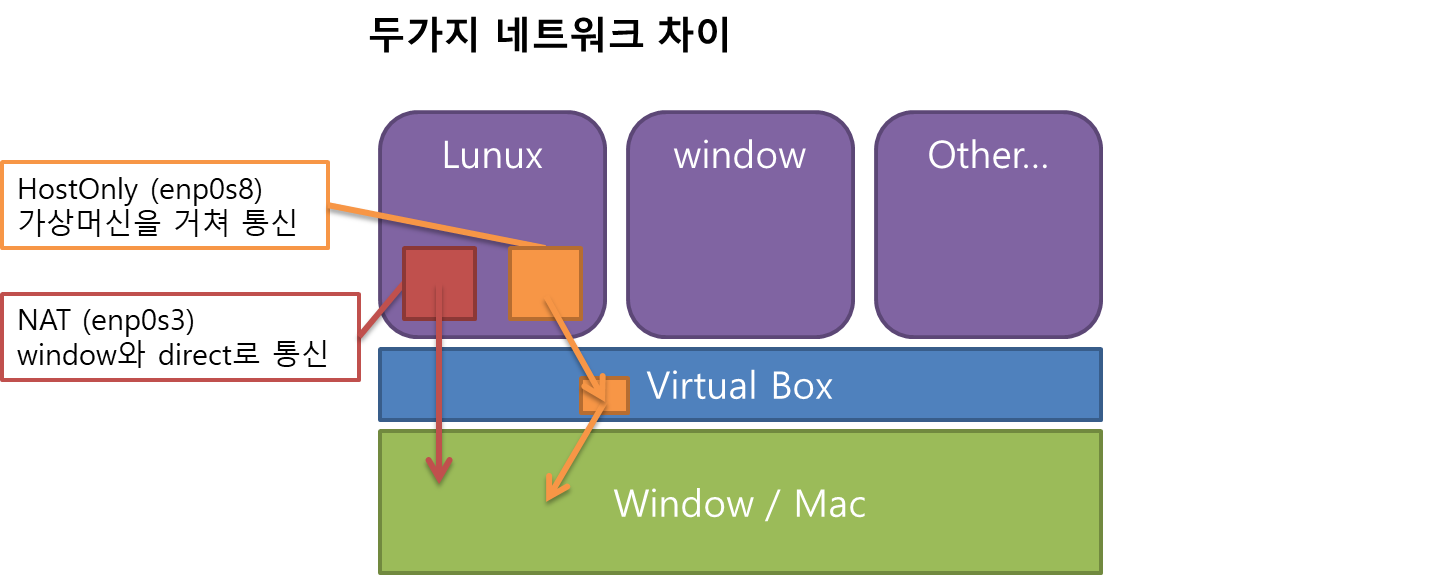 두가지 네트워크 차이
Lunux
window
Other...
HostOnly (enp0s8)
가상머신을 거쳐 통신
NAT (enp0s3)
window와 direct로 통신
Virtual Box
Window / Mac